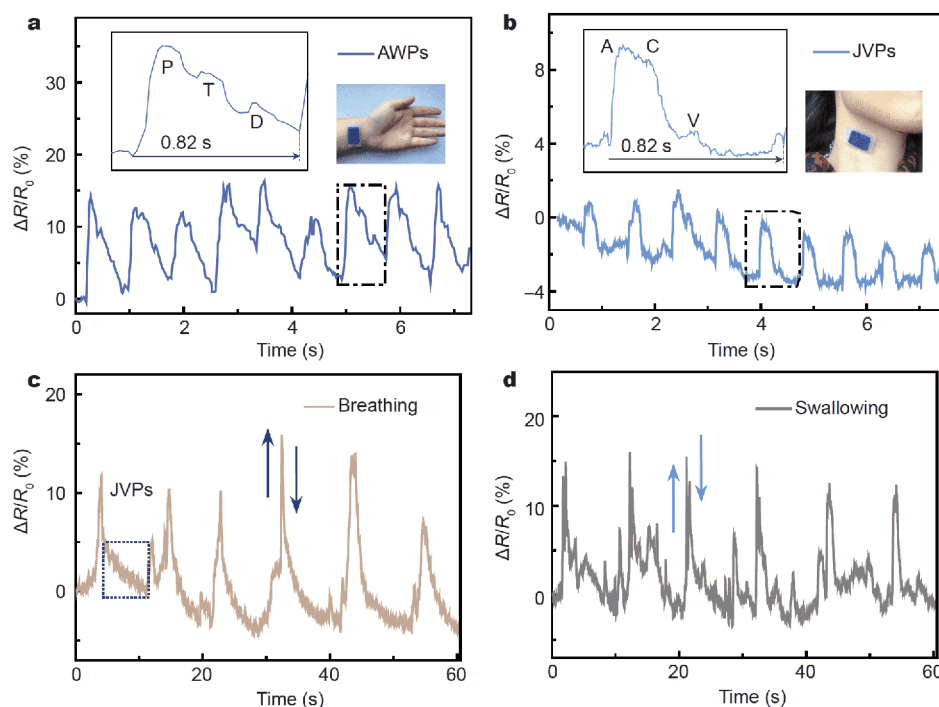 a
AWPs
P
T
D
0.82 s
ΔR/R0 (%)
30
20
10
0
0
2
4
6
Time (s)
b
JVPs
A
C
V
0.82 s
ΔR/R0 (%)
8
4
0
–4
0
2
4
6
Time (s)
c
Breathing
JVPs
ΔR/R0 (%)
20
10
0
0
20
40
60
Time (s)
d
Swallowing
ΔR/R0 (%)
20
10
0
0
20
40
60
Time (s)